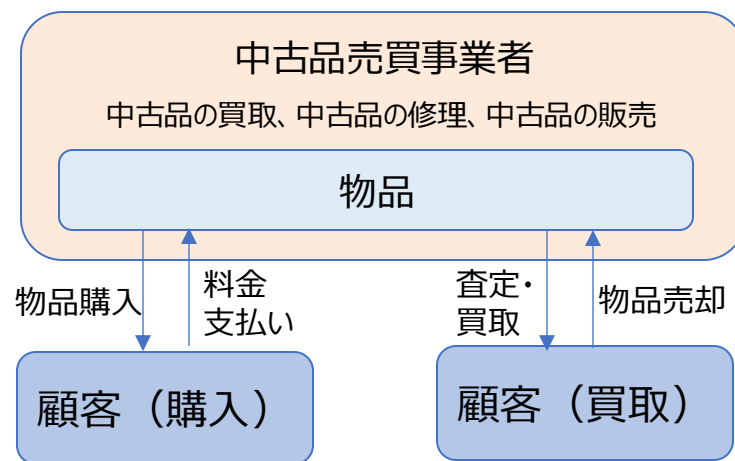 中古品売買事業者
中古品の買取、中古品の修理、中古品の販売
物品
物品購入
料金
支払い
査定・
買取
物品売却
顧客（購入）
顧客（買取）